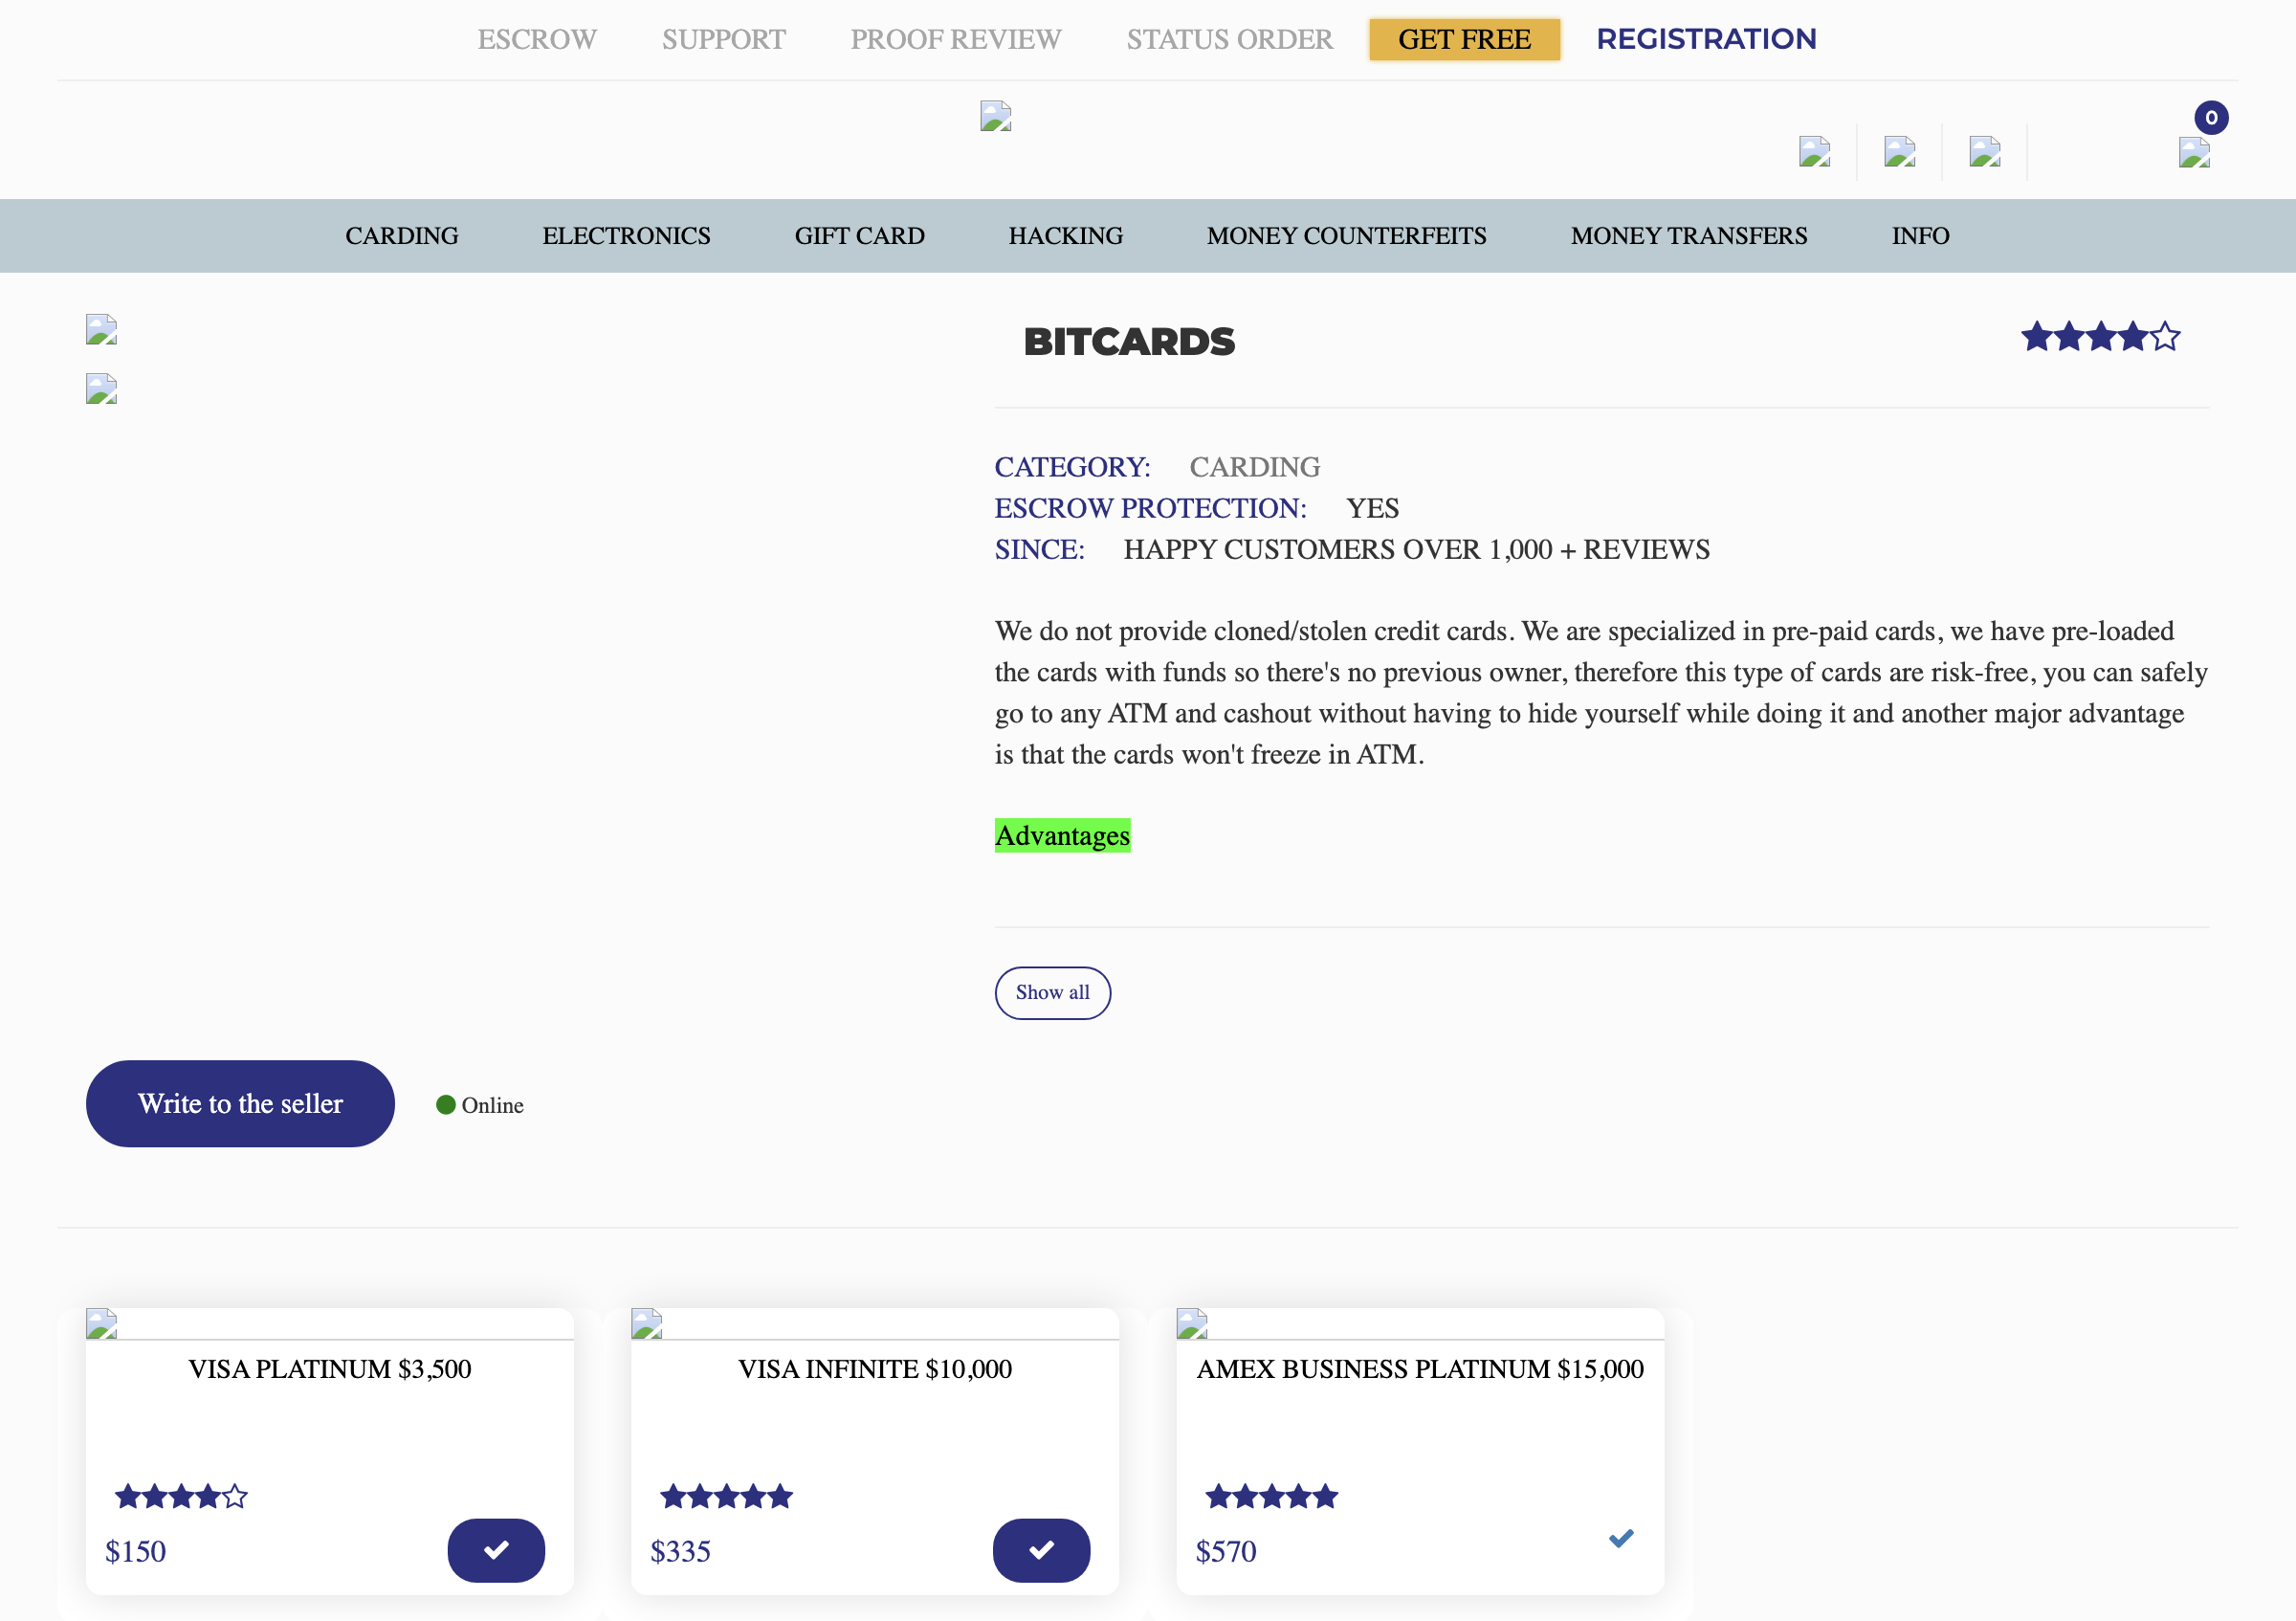 ESCROW SUPPORT PROOF REVIEW STATUS ORDER GET FREE REGISTRATION
0
CARDING ELECTRONICS GIFT CARD HACKING MONEY COUNTERFEITS MONEY TRANSFERS INFO
BITCARDS
CATEGORY: CARDING
ESCROW PROTECTION: YES
SINCE: HAPPY CUSTOMERS OVER 1,000 + REVIEWS
We do not provide cloned/stolen credit cards. We are specialized in pre-paid cards, we have pre-loaded
the cards with funds so there's no previous owner, therefore this type of cards are risk-free, you can safely
go to any ATM and cashout without having to hide yourself while doing it and another major advantage
is that the cards won't freeze in ATM.
Advantages
Show all
Write to the seller Online
VISA PLATINUM $3,500
$150
VISA INFINITE $10,000
$335
AMEX BUSINESS PLATINUM $15,000
$570